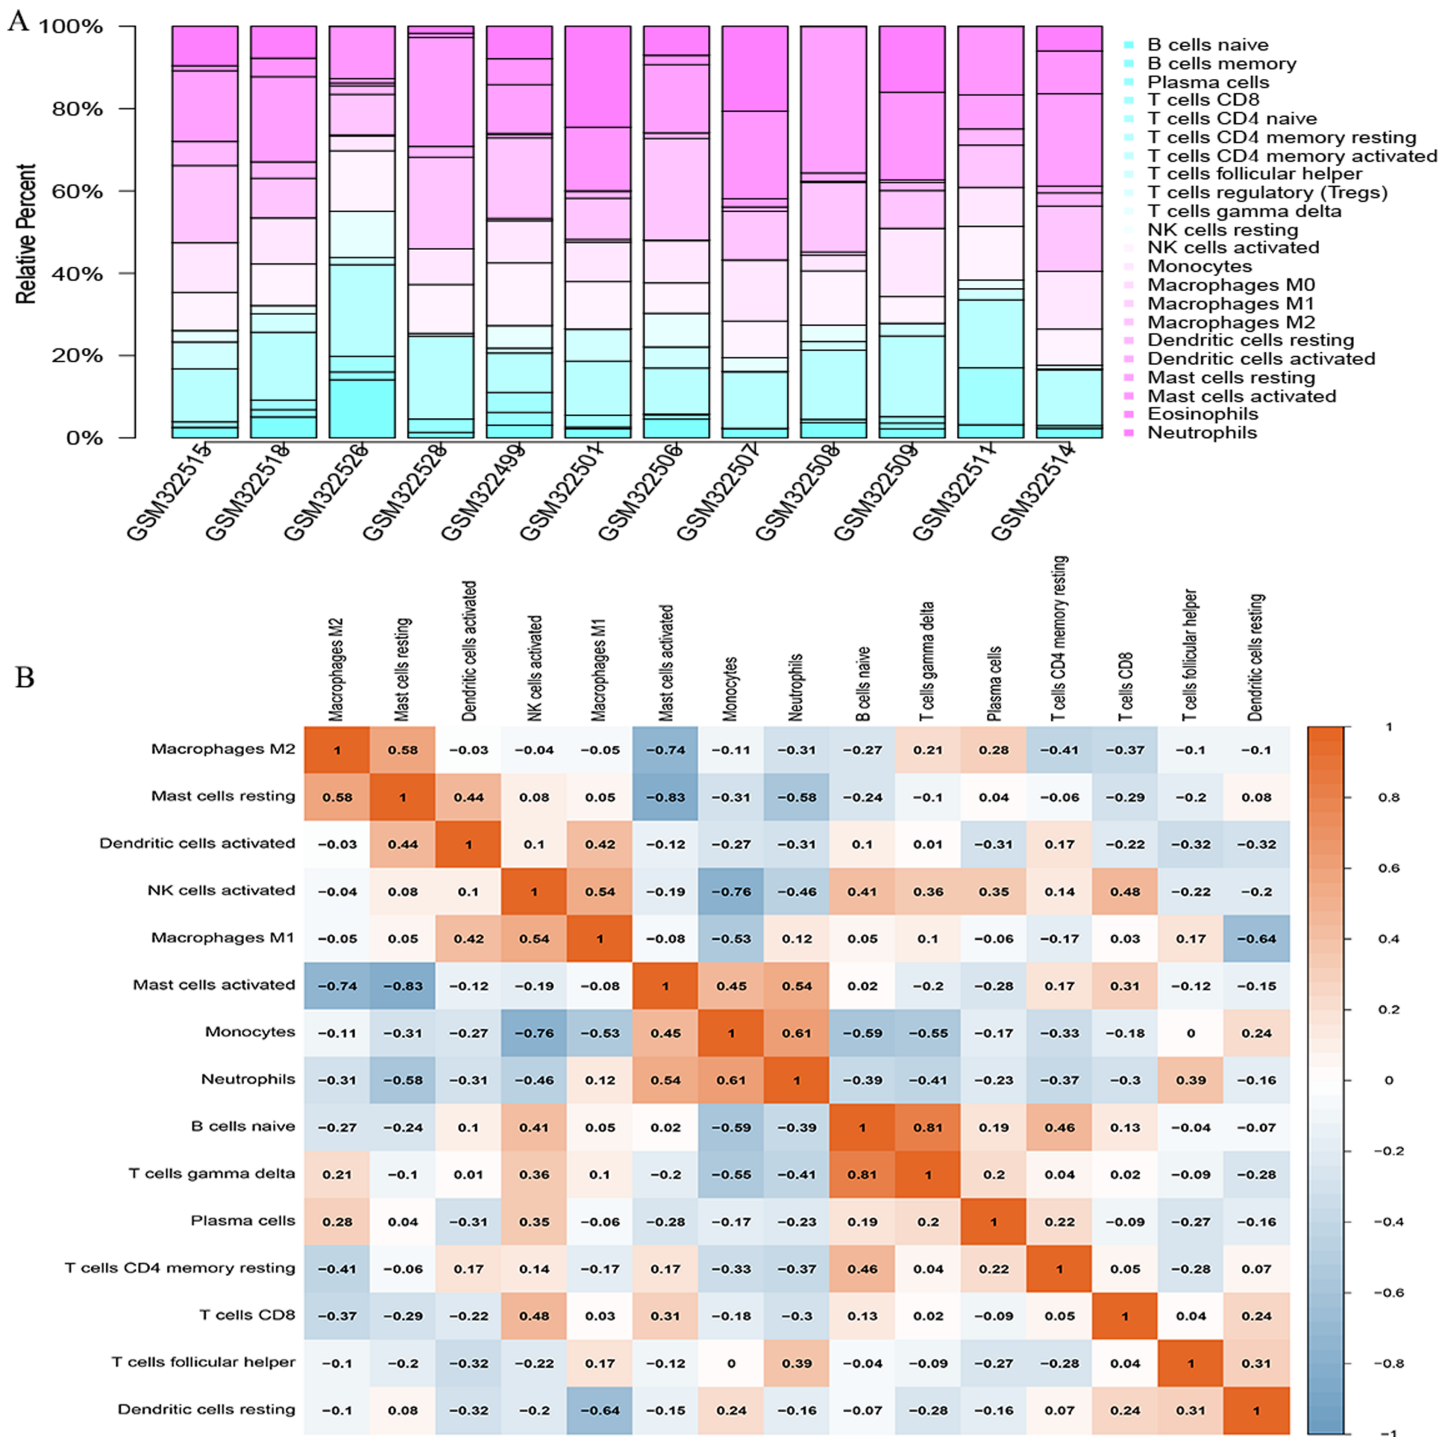 A
100%
80%
60%
40%
20%
0%
Relative Percent
GSM322515
GSM322518
GSM322526
GSM322528
GSM322499
GSM322501
GSM322506
GSM322507
GSM322508
GSM322509
GSM322511
GSM322514
B cells naive
B cells memory
Plasma cells
T cells CD8
T cells CD4 naive
T cells CD4 memory resting
T cells CD4 memory activated
T cells follicular helper
T cells regulatory (Tregs)
T cells gamma delta
NK cells resting
NK cells activated
Monocytes
Macrophages M0
Macrophages M1
Macrophages M2
Dendritic cells resting
Dendritic cells activated
Mast cells resting
Mast cells activated
Eosinophils
Neutrophils
B
Macrophages M2
Mast cells resting
Dendritic cells activated
NK cells activated
Macrophages M1
Mast cells activated
Monocytes
Neutrophils
B cells naive
T cells gamma delta
Plasma cells
T cells CD4 memory resting
T cells CD8
T cells follicular helper
Dendritic cells resting
Macrophages M2 1 0.58 −0.03 −0.04 −0.05 −0.74 −0.11 −0.31 −0.27 0.21 0.28 −0.41 −0.37 −0.1 −0.1
Mast cells resting 0.58 1 0.44 0.08 0.05 −0.83 −0.31 −0.58 −0.24 −0.1 0.04 −0.06 −0.29 −0.2 0.08
Dendritic cells activated −0.03 0.44 1 0.1 0.42 −0.12 −0.27 −0.31 0.1 0.01 −0.31 0.17 −0.22 −0.32 −0.32
NK cells activated −0.04 0.08 0.1 1 0.54 −0.19 −0.76 −0.46 0.41 0.36 0.35 0.14 0.48 −0.22 −0.2
Macrophages M1 −0.05 0.05 0.42 0.54 1 −0.08 −0.53 0.12 0.05 0.1 −0.06 −0.17 0.03 0.17 −0.64
Mast cells activated −0.74 −0.83 −0.12 −0.19 −0.08 1 0.45 0.54 0.02 −0.2 −0.28 0.17 0.31 −0.12 −0.15
Monocytes −0.11 −0.31 −0.27 −0.76 −0.53 0.45 1 0.61 −0.59 −0.55 −0.17 −0.33 −0.18 0 0.24
Neutrophils −0.31 −0.58 −0.31 −0.46 0.12 0.54 0.61 1 −0.39 −0.41 −0.23 −0.37 −0.3 0.39 −0.16
B cells naive −0.27 −0.24 0.1 0.41 0.05 0.02 −0.59 −0.39 1 0.81 0.19 0.46 0.13 −0.04 −0.07
T cells gamma delta 0.21 −0.1 0.01 0.36 0.1 −0.2 −0.55 −0.41 0.81 1 0.2 0.04 0.02 −0.09 −0.28
Plasma cells 0.28 0.04 −0.31 0.35 −0.06 −0.28 −0.17 −0.23 0.19 0.2 1 0.22 −0.09 −0.27 −0.16
T cells CD4 memory resting −0.41 −0.06 0.17 0.14 −0.17 0.17 −0.33 −0.37 0.46 0.04 0.22 1 0.05 −0.28 0.07
T cells CD8 −0.37 −0.29 −0.22 0.48 0.03 0.31 −0.18 −0.3 0.13 0.02 −0.09 0.05 1 0.04 0.24
T cells follicular helper −0.1 −0.2 −0.32 −0.22 0.17 −0.12 0 0.39 −0.04 −0.09 −0.27 −0.28 0.04 1 0.31
Dendritic cells resting −0.1 0.08 −0.32 −0.2 −0.64 −0.15 0.24 −0.16 −0.07 −0.28 −0.16 0.07 0.24 0.31 1
1
0.8
0.6
0.4
0.2
0
−0.2
−0.4
−0.6
−0.8
−1